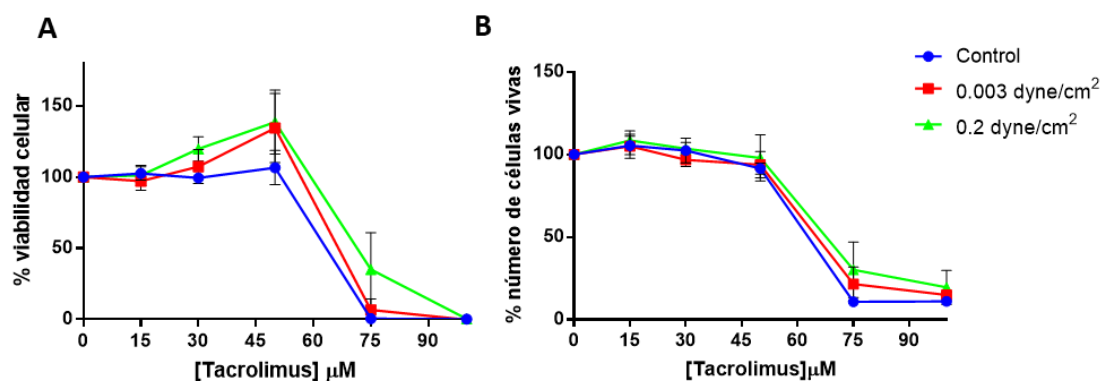 A
% viabilidad celular
150
100
50
0
0 15 30 45 60 75 90
[Tacrolimus] μM
B
% número de células vivas
150
100
50
0
0 15 30 45 60 75 90
[Tacrolimus]μM
Control
0.003 dyne/cm²
0.2 dyne/cm²